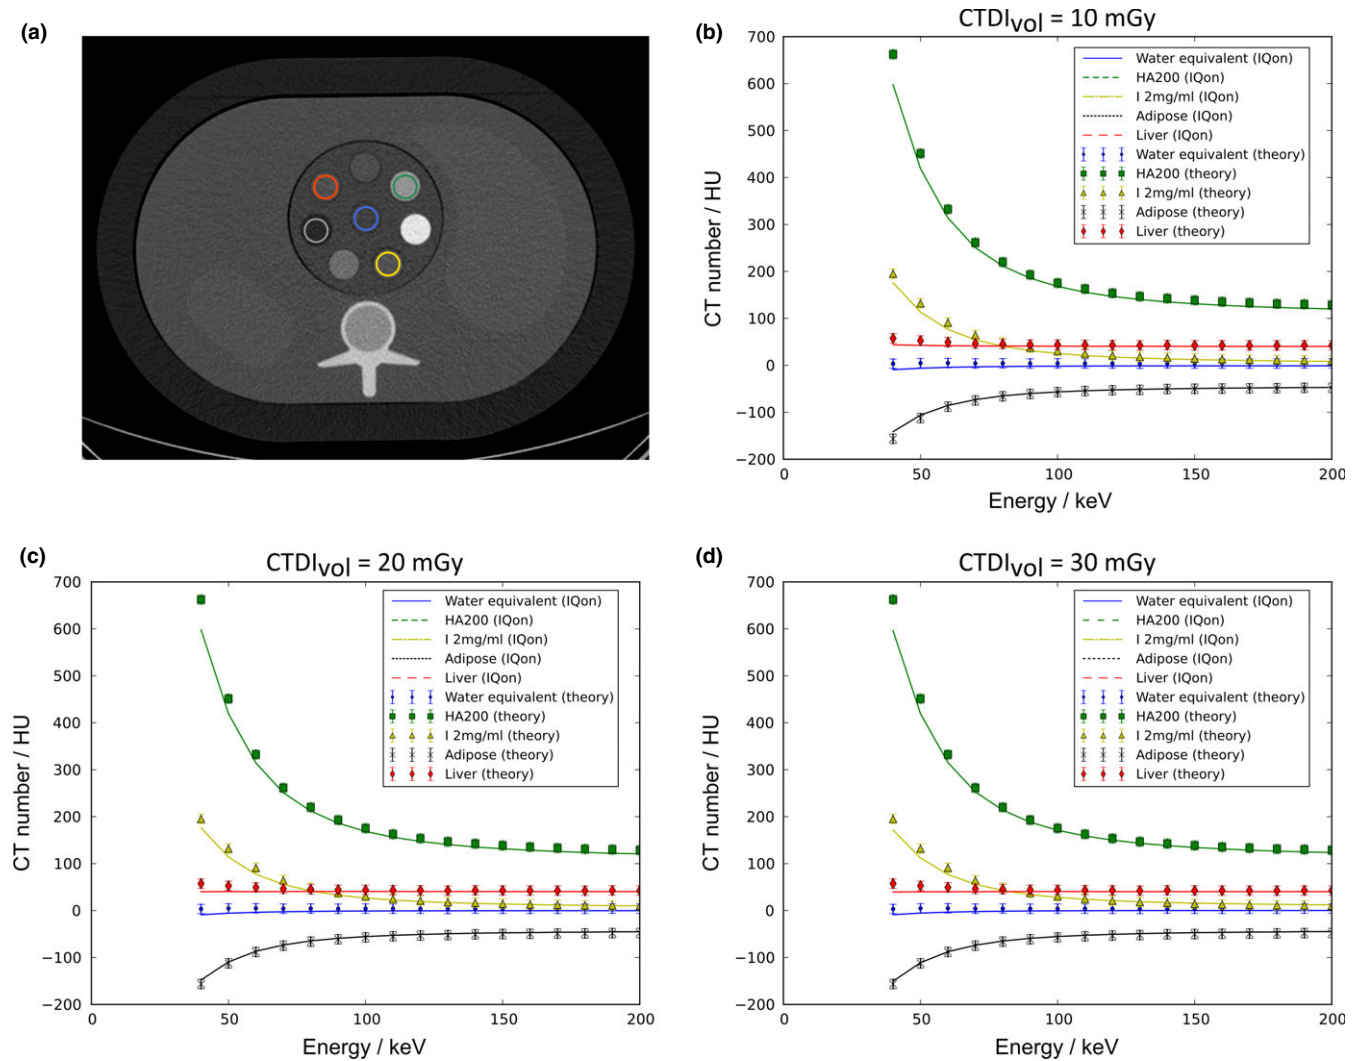 (a)
(b)
CTDIvol = 10 mGy
700
600
500
400
300
200
100
0
−100
−200
CT number / HU
0
50
100
150
200
Energy / keV
Water equivalent (IQon)
HA200 (IQon)
I 2mg/ml (IQon)
Adipose (IQon)
Liver (IQon)
Water equivalent (theory)
HA200 (theory)
I 2mg/ml (theory)
Adipose (theory)
Liver (theory)
(c)
CTDIvol = 20 mGy
700
600
500
400
300
200
100
0
−100
−200
CT number / HU
0
50
100
150
200
Energy / keV
Water equivalent (IQon)
HA200 (IQon)
I 2mg/ml (IQon)
Adipose (IQon)
Liver (IQon)
Water equivalent (theory)
HA200 (theory)
I 2mg/ml (theory)
Adipose (theory)
Liver (theory)
(d)
CTDIvol = 30 mGy
700
600
500
400
300
200
100
0
−100
−200
CT number / HU
0
50
100
150
200
Energy / keV
Water equivalent (IQon)
HA200 (IQon)
I 2mg/ml (IQon)
Adipose (IQon)
Liver (IQon)
Water equivalent (theory)
HA200 (theory)
I 2mg/ml (theory)
Adipose (theory)
Liver (theory)